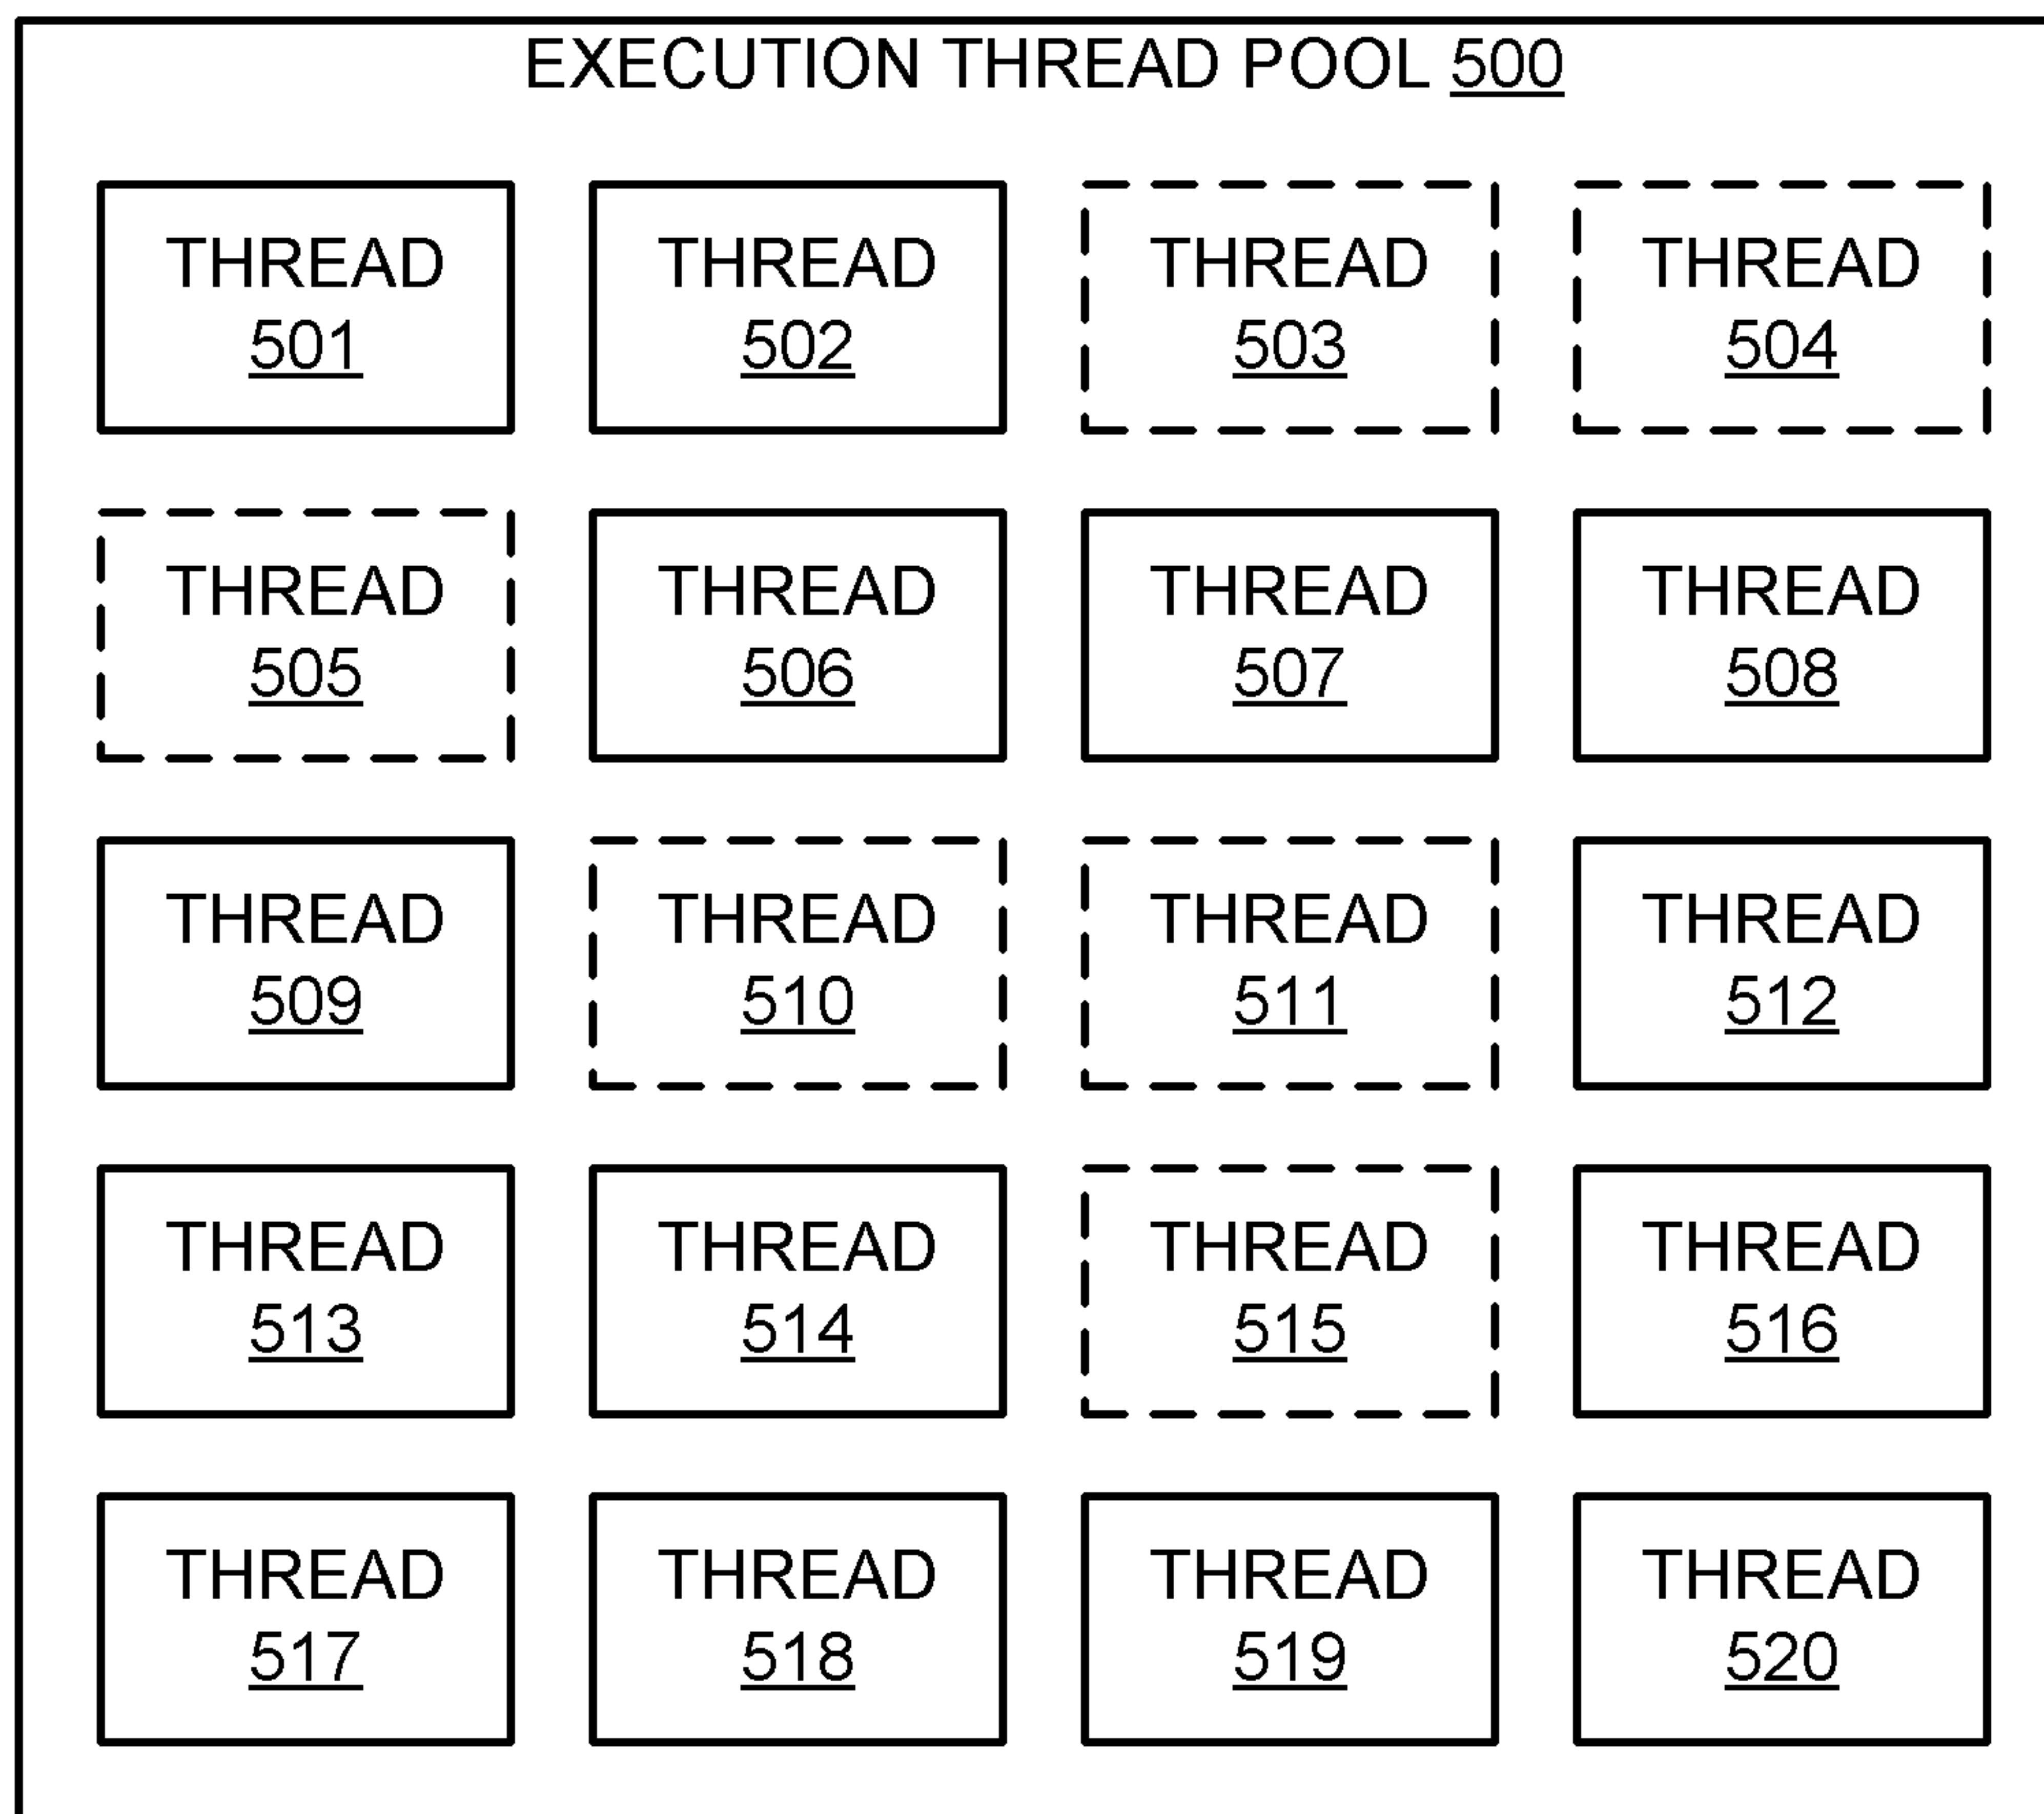 EXECUTION THREAD POOL 500
THREAD
501
THREAD
502
THREAD
503
THREAD
504
THREAD
505
THREAD
506
THREAD
507
THREAD
508
THREAD
509
THREAD
510
THREAD
511
THREAD
512
THREAD
513
THREAD
514
THREAD
515
THREAD
516
THREAD
517
THREAD
518
THREAD
519
THREAD
520